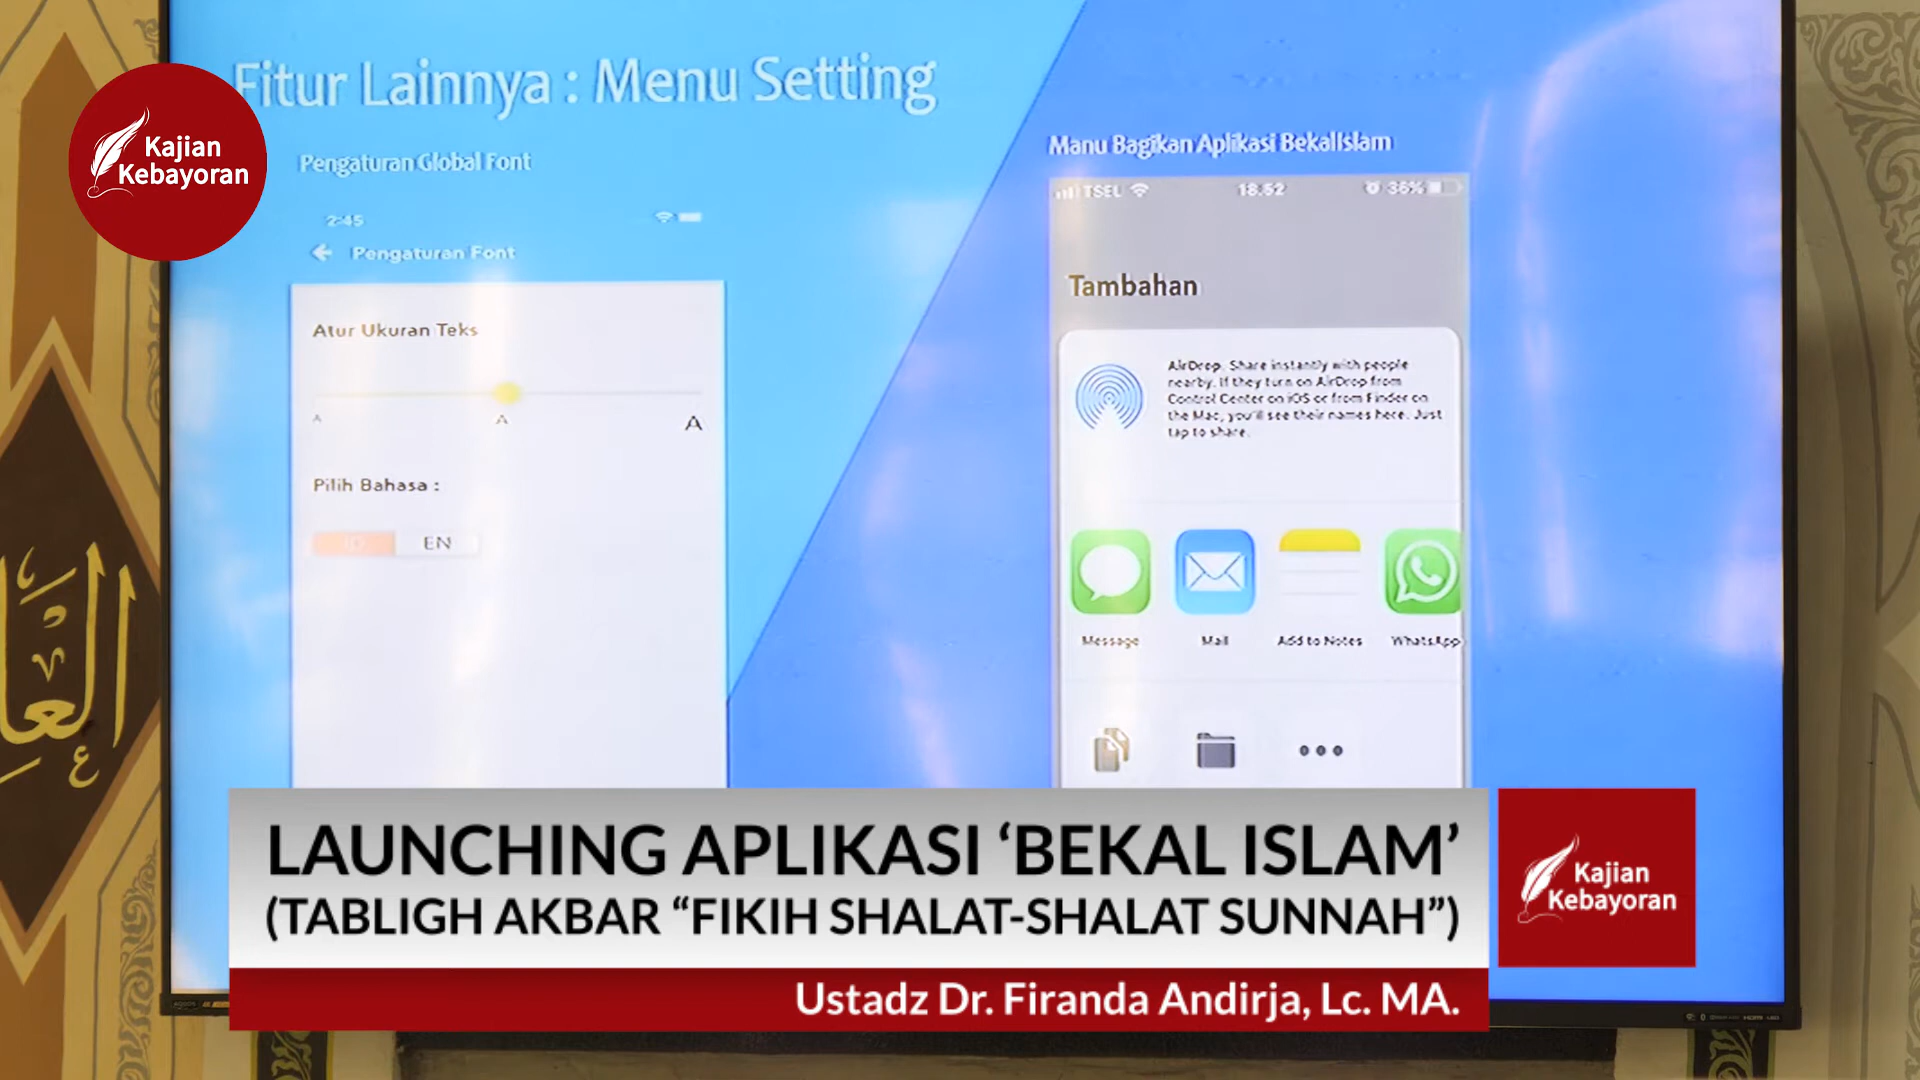 Fitur Lainnya : Menu Setting
Kajian
Kebayoran
Pengaturan Global Font
2:45
Pengaturan Font
Atur Ukuran Teks
A
A
A
Pilih Bahasa :
ID
EN
Manu Bagikan Aplikasi BekalIslam
TSEL
18.52
36%
Tambahan
AirDrop. Share instantly with people
nearby. If they turn on AirDrop from
Control Center on iOS or from Finder on
the Mac, you'll see their names here. Just
tap to share.
Message
Mail
Add to Notes
WhatsApp
LAUNCHING APLIKASI ‘BEKAL ISLAM’
(TABLIGH AKBAR “FIKIH SHALAT-SHALAT SUNNAH”)
Ustadz Dr. Firanda Andirja, Lc. MA.
Kajian
Kebayoran